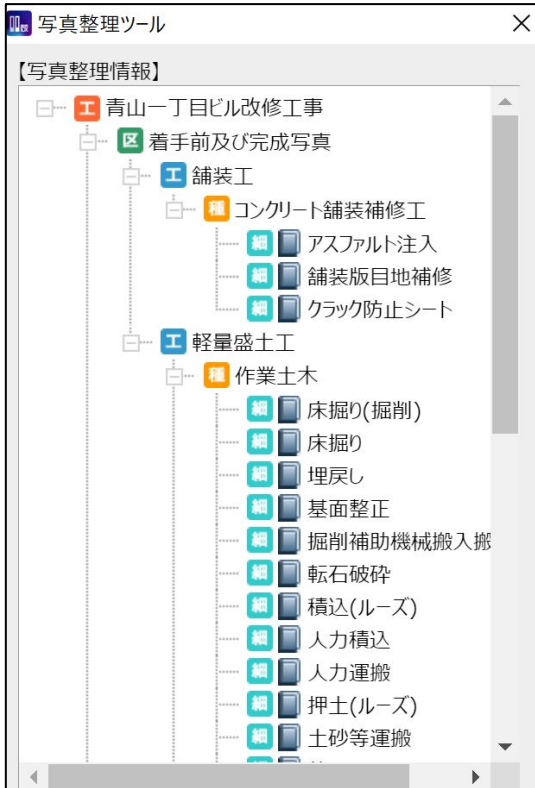 写真整理ツール
【写真整理情報】
工 青山一丁目ビル改修工事
区 着手前及び完成写真
工 舗装工
種 コンクリート舗装補修工
細 アスファルト注入
細 舗装版目地補修
細 クラック防止シート
工 軽量盛土工
種 作業土木
細 床掘り(掘削)
細 床掘り
細 埋戻し
細 基面整正
細 掘削補助機械搬入搬
細 転石破砕
細 積込(ルーズ)
細 人力積込
細 人力運搬
細 押土(ルーズ)
細 土砂等運搬